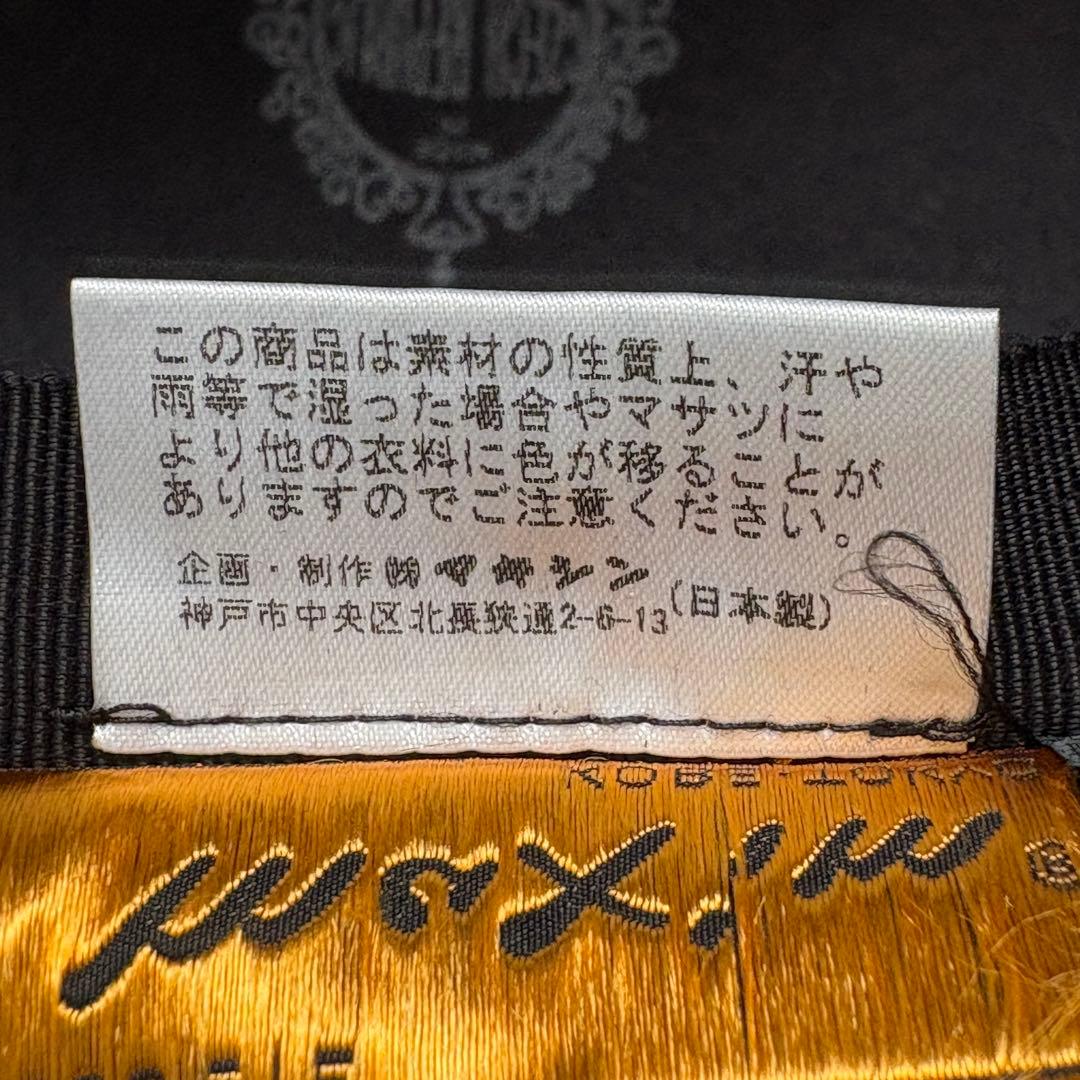 この商品は素材の性質上、汗や
雨等で湿った場合やマサツに
より他の衣料に色が移ることが
ありますのでご注意ください。
企画・制作㈱マキシン
神戸市中央区北長狭通2-6-13(日本製)
KOBE・TOKYO
maxim